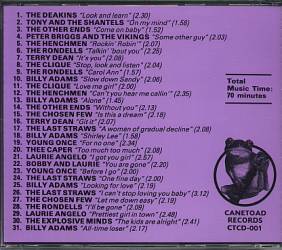 1. THE DEAKINS "Look and learn" (2.30)
2. TONY AND THE SHANTELS "On my mind" (1.58)
3. THE OTHER ENDS "Come on baby" (1.52)
4. PETER BRIGGS AND THE VIKINGS "Some other guy" (2.03)
5. THE HENCHMEN "Rockin' Robin" (2.07)
6. THE RONDELLS "Talkin' 'bout you" (2.25)
7. TERRY DEAN "It's you" (2.08)
8. THE CLIQUE "Stop, look and listen" (2.04)
9. THE RONDELLS "Carol Ann" (1.57)
10. BILLY ADAMS "Slow down Sandy" (2.06)
11. THE CLIQUE "Love ma girl" (2.00)
12. THE HENCHMEN "Can't you hear me callin" (2.35)
13. BILLY ADAMS "Alone" (1.45)
14. THE OTHER ENDS "Without you" (2.13)
15. THE CHOSEN FEW "Is this a dream" (2.18)
16. TERRY DEAN "Git it" (2.07)
17. THE LAST STRAWS "A women of gradual decline" (2.08)
18. BILLY ADAMS "Shirley Lee" (1.58)
19. YOUNG ONCE "For no one" (2.34)
20. THEE CAPER "Too much too much" (2.08)
21. LAURIE ANGELO "I got you girl" (2.57)
22. BOBBY AND LAURIE "You are gone" (2.20)
23. YOUNG ONCE "Before I go" (2.00)
24. THE LAST STRAWS "One fine day" (2.00)
25. BILLY ADAMS "Looking for love" (2.19)
26. THE LAST STRAWS "I can't stop loving you baby" (3.12)
27. THE CHOSEN FEW "Let me down easy" (2.19)
28. THE RONDELLS "I'll be gone" (2.09)
29. LAURIE ANGELO "Prettiest girl in town" (2.48)
30. THE EXPLOSIVE MINDS "The kids are alright" (2.41)
31. BILLY ADAMS "All-time loser" (2.17)
Total
Music Time:
70 minutes
CANETOAD
RECORDS
CTCD-001